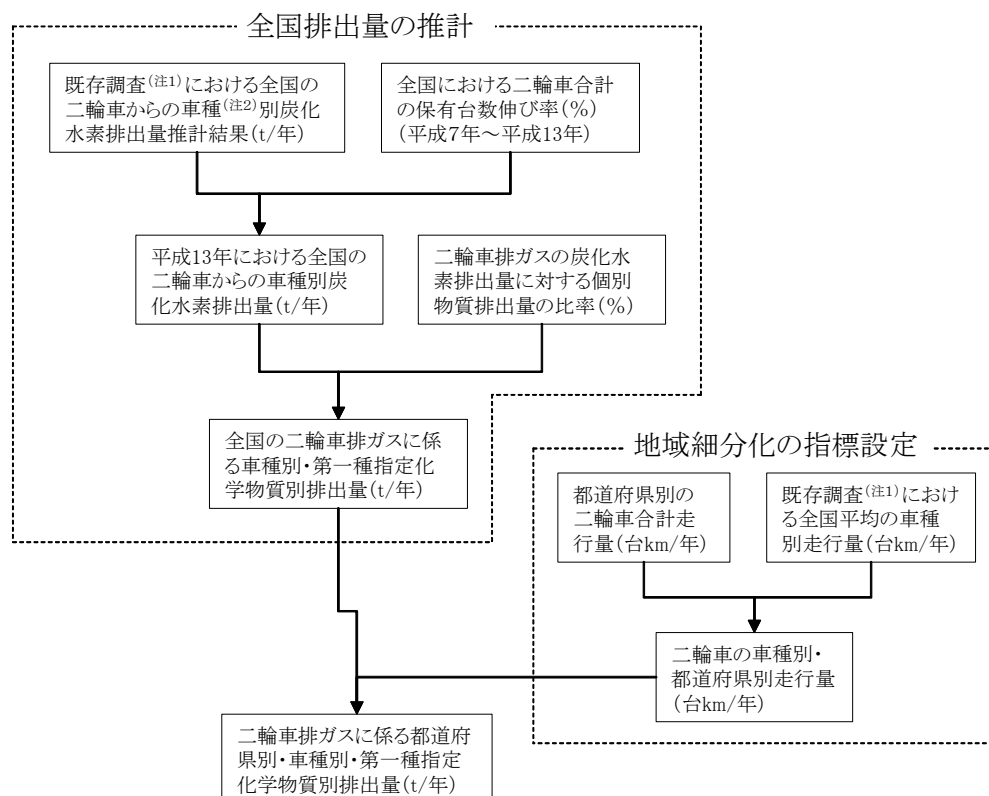 全国排出量の推計
既存調査(注1)における全国の
二輪車からの車種(注2)別炭化
水素排出量推計結果(t/年)
全国における二輪車合計
の保有台数伸び率(%)
(平成7年～平成13年)
平成13年における全国の
二輪車からの車種別炭
化水素排出量(t/年)
二輪車排ガスの炭化水
素排出量に対する個別
物質排出量の比率(%)
全国の二輪車排ガスに係
る車種別・第一種指定化
学物質別排出量(t/年)
地域細分化の指標設定
都道府県別の
二輪車合計走
行量(台km/年)
既存調査(注1)におけ
る全国平均の車種
別走行量(台km/年)
二輪車の車種別・
都道府県別走行量
(台km/年)
二輪車排ガスに係る都道府
県別・車種別・第一種指定
化学物質別排出量(t/年)